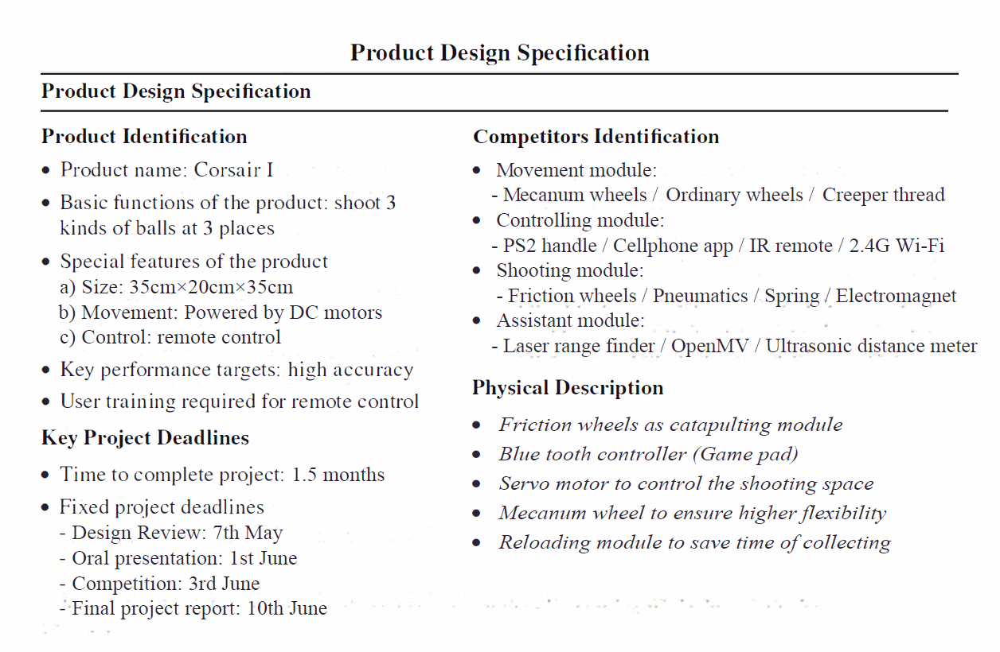 Product Design Specification
Product Design Specification
Product Identification
• Product name: Corsair I
• Basic functions of the product: shoot 3
kinds of balls at 3 places
• Special features of the product
a) Size: 35cm×20cm×35cm
b) Movement: Powered by DC motors
c) Control: remote control
• Key performance targets: high accuracy
• User training required for remote control
Key Project Deadlines
• Time to complete project: 1.5 months
• Fixed project deadlines
- Design Review: 7th May
- Oral presentation: 1st June
- Competition: 3rd June
- Final project report: 10th June
Competitors Identification
• Movement module:
- Mecanum wheels / Ordinary wheels / Creeper thread
• Controlling module:
- PS2 handle / Cellphone app / IR remote / 2.4G Wi-Fi
• Shooting module:
- Friction wheels / Pneumatics / Spring / Electromagnet
• Assistant module:
- Laser range finder / OpenMV / Ultrasonic distance meter
Physical Description
• Friction wheels as catapulting module
• Blue tooth controller (Game pad)
• Servo motor to control the shooting space
• Mecanum wheel to ensure higher flexibility
• Reloading module to save time of collecting